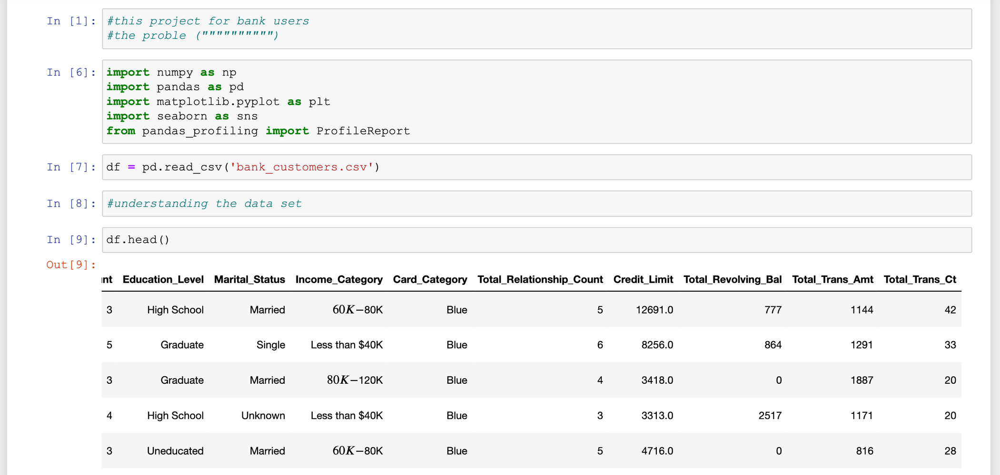 In [1]: #this project for bank users
#the proble ("""""""""")
In [6]: import numpy as np
import pandas as pd
import matplotlib.pyplot as plt
import seaborn as sns
from pandas_profiling import ProfileReport
In [7]: df = pd.read_csv('bank_customers.csv')
In [8]: #understanding the data set
In [9]: df.head()
Out[9]:
nt Education_Level Marital_Status Income_Category Card_Category Total_Relationship_Count Credit_Limit Total_Revolving_Bal Total_Trans_Amt Total_Trans_Ct
3 High School Married 60K−80K Blue 5 12691.0 777 1144 42
5 Graduate Single Less than $40K Blue 6 8256.0 864 1291 33
3 Graduate Married 80K−120K Blue 4 3418.0 0 1887 20
4 High School Unknown Less than $40K Blue 3 3313.0 2517 1171 20
3 Uneducated Married 60K−80K Blue 5 4716.0 0 816 28